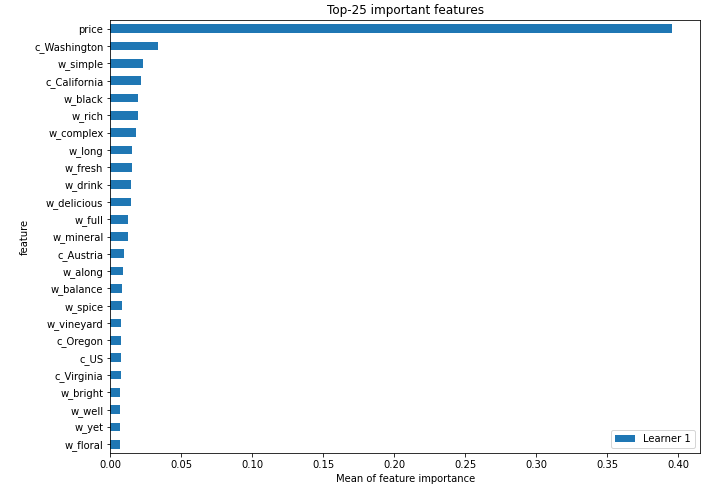 Top-25 important features
price
c_Washington
w_simple
c_California
w_black
w_rich
w_complex
w_long
w_fresh
w_drink
w_delicious
w_full
w_mineral
c_Austria
w_along
w_balance
w_spice
w_vineyard
c_Oregon
c_US
c_Virginia
w_bright
w_well
w_yet
w_floral
feature
Learner 1
0.00 0.05 0.10 0.15 0.20 0.25 0.30 0.35 0.40
Mean of feature importance